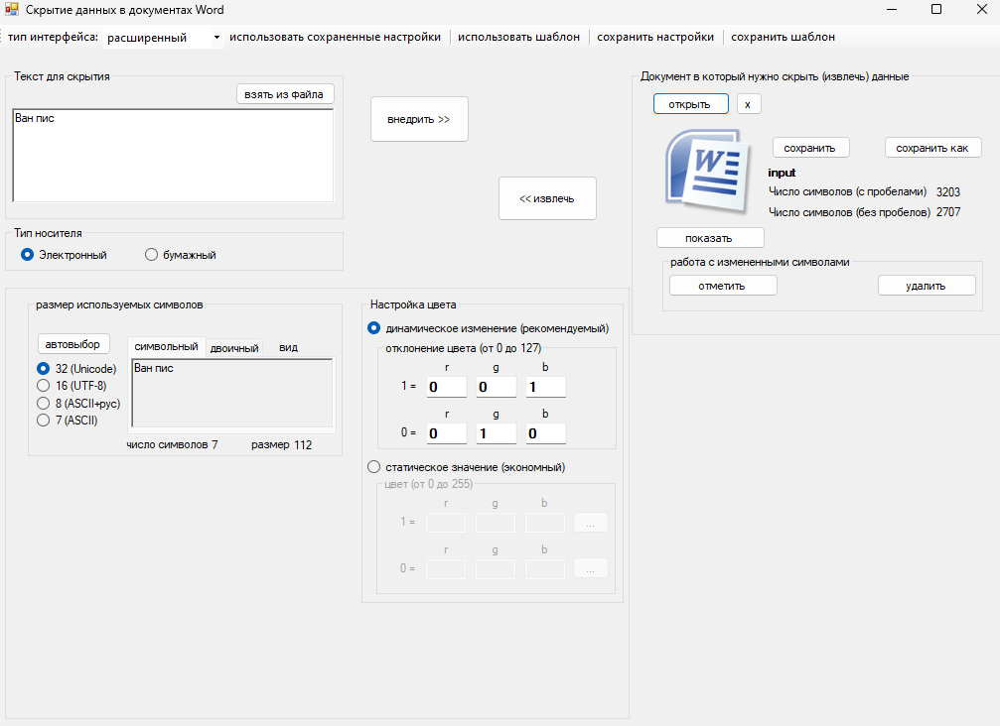 Скрытие данных в документах Word
тип интерфейса: расширенный использовать сохраненные настройки использовать шаблон сохранить настройки сохранить шаблон
Текст для скрытия
взять из файла
Ван пис
внедрить >>
<< извлечь
Тип носителя
Электронный бумажный
Документ в который нужно скрыть (извлечь) данные
открыть x
W
сохранить сохранить как
input
Число символов (с пробелами) 3203
Число символов (без пробелов) 2707
показать
работа с измененными символами
отметить удалить
размер используемых символов
автовыбор
символьный двоичный вид
32 (Unicode)
16 (UTF-8)
8 (ASCII+рус)
7 (ASCII)
Ван пис
число символов 7 размер 112
Настройка цвета
динамическое изменение (рекомендуемый)
отклонение цвета (от 0 до 127)
r g b
1 = 0 0 1
r g b
0 = 0 1 0
статическое значение (экономный)
цвет (от 0 до 255)
r g b
1 = ...
r g b
0 = ...